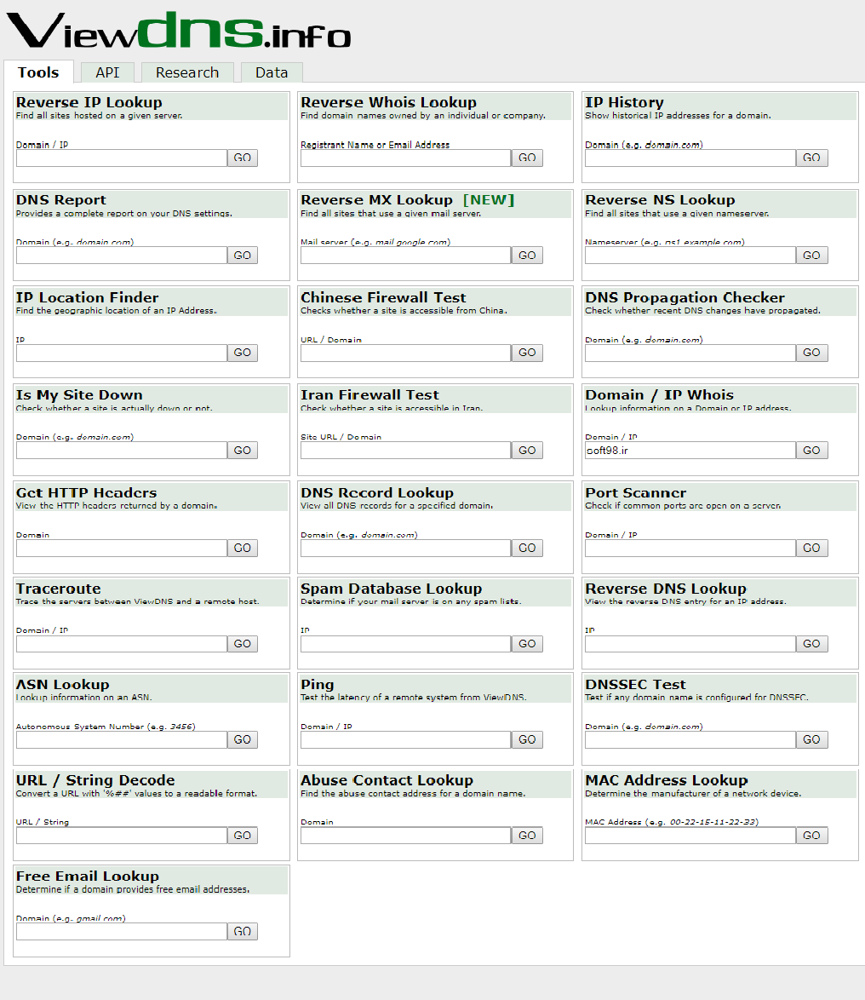 Viewdns.info
Tools API Research Data
Reverse IP Lookup
Find all sites hosted on a given server.
Domain / IP
GO
Reverse Whois Lookup
Find domain names owned by an individual or company.
Registrant Name or Email Address
GO
IP History
Show historical IP addresses for a domain.
Domain (e.g. domain.com)
GO
DNS Report
Provides a complete report on your DNS settings.
Domain (e.g. domain.com)
GO
Reverse MX Lookup [NEW]
Find all sites that use a given mail server.
Mail server (e.g. mail.google.com)
GO
Reverse NS Lookup
Find all sites that use a given nameserver.
Nameserver (e.g. ns1.example.com)
GO
IP Location Finder
Find the geographic location of an IP Address.
IP
GO
Chinese Firewall Test
Checks whether a site is accessible from China.
URL / Domain
GO
DNS Propagation Checker
Check whether recent DNS changes have propagated.
Domain (e.g. domain.com)
GO
Is My Site Down
Check whether a site is actually down or not.
Domain (e.g. domain.com)
GO
Iran Firewall Test
Check whether a site is accessible in Iran.
Site URL / Domain
GO
Domain / IP Whois
Lookup information on a Domain or IP address.
Domain / IP
soft98.ir GO
Get HTTP Headers
View the HTTP headers returned by a domain.
Domain
GO
DNS Record Lookup
View all DNS records for a specified domain.
Domain (e.g. domain.com)
GO
Port Scanner
Check if common ports are open on a server.
Domain / IP
GO
Traceroute
Trace the servers between ViewDNS and a remote host.
Domain / IP
GO
Spam Database Lookup
Determine if your mail server is on any spam lists.
IP
GO
Reverse DNS Lookup
View the reverse DNS entry for an IP address.
IP
GO
ASN Lookup
Lookup information on an ASN.
Autonomous System Number (e.g. 3456)
GO
Ping
Test the latency of a remote system from ViewDNS.
Domain / IP
GO
DNSSEC Test
Test if any domain name is configured for DNSSEC.
Domain (e.g. domain.com)
GO
URL / String Decode
Convert a URL with '%##' values to a readable format.
URL / String
GO
Abuse Contact Lookup
Find the abuse contact address for a domain name.
Domain
GO
MAC Address Lookup
Determine the manufacturer of a network device.
MAC Address (e.g. 00-22-15-11-22-33)
GO
Free Email Lookup
Determine if a domain provides free email addresses.
Domain (e.g. gmail.com)
GO